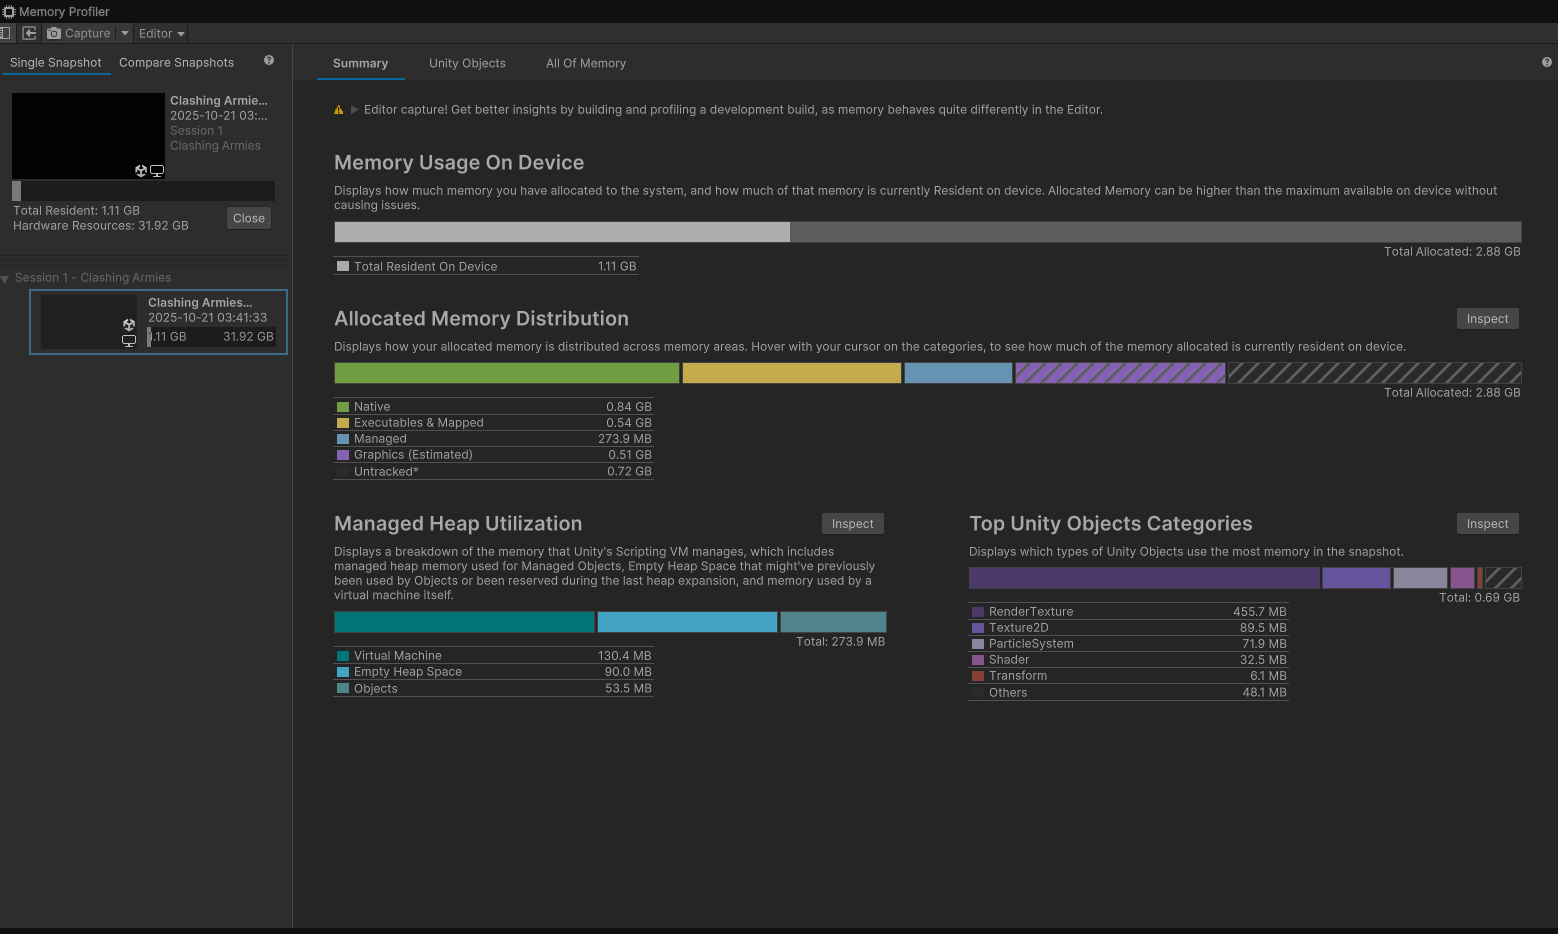 Memory Profiler
Capture
Editor
Single Snapshot
Compare Snapshots
Clashing Armie...
2025-10-21 03:...
Session 1
Clashing Armies
Total Resident: 1.11 GB
Hardware Resources: 31.92 GB
Close
Session 1 - Clashing Armies
Clashing Armies...
2025-10-21 03:41:33
1.11 GB
31.92 GB
Summary
Unity Objects
All Of Memory
Editor capture! Get better insights by building and profiling a development build, as memory behaves quite differently in the Editor.
Memory Usage On Device
Displays how much memory you have allocated to the system, and how much of that memory is currently Resident on device. Allocated Memory can be higher than the maximum available on device without
causing issues.
Total Allocated: 2.88 GB
Total Resident On Device 1.11 GB
Allocated Memory Distribution
Inspect
Displays how your allocated memory is distributed across memory areas. Hover with your cursor on the categories, to see how much of the memory allocated is currently resident on device.
Total Allocated: 2.88 GB
Native 0.84 GB
Executables & Mapped 0.54 GB
Managed 273.9 MB
Graphics (Estimated) 0.51 GB
Untracked* 0.72 GB
Managed Heap Utilization
Inspect
Displays a breakdown of the memory that Unity's Scripting VM manages, which includes
managed heap memory used for Managed Objects, Empty Heap Space that might've previously
been used by Objects or been reserved during the last heap expansion, and memory used by a
virtual machine itself.
Total: 273.9 MB
Virtual Machine 130.4 MB
Empty Heap Space 90.0 MB
Objects 53.5 MB
Top Unity Objects Categories
Inspect
Displays which types of Unity Objects use the most memory in the snapshot.
Total: 0.69 GB
RenderTexture 455.7 MB
Texture2D 89.5 MB
ParticleSystem 71.9 MB
Shader 32.5 MB
Transform 6.1 MB
Others 48.1 MB